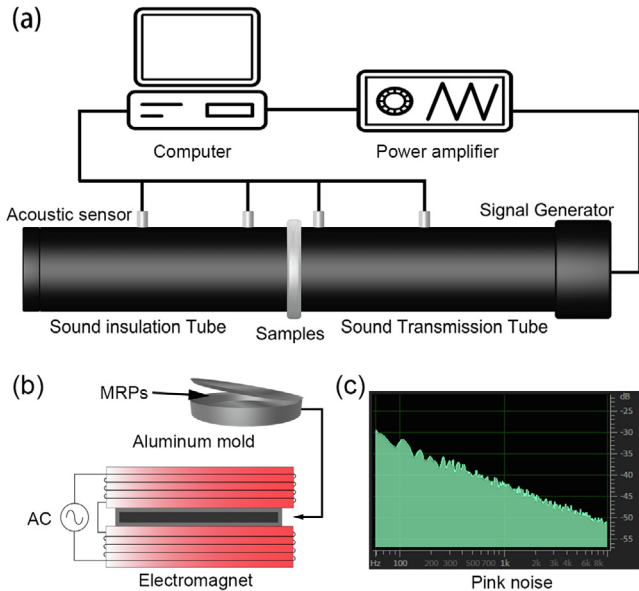 (a)
Computer
Power amplifier
Acoustic sensor
Signal Generator
Sound insulation Tube
Samples
Sound Transmission Tube
(b)
MRPs
Aluminum mold
AC
Electromagnet
(c)
dB
-25
-30
-35
-40
-45
-50
-55
Hz 100 200 300 400 500 700 1k 2k 3k 4k 6k 8k
Pink noise